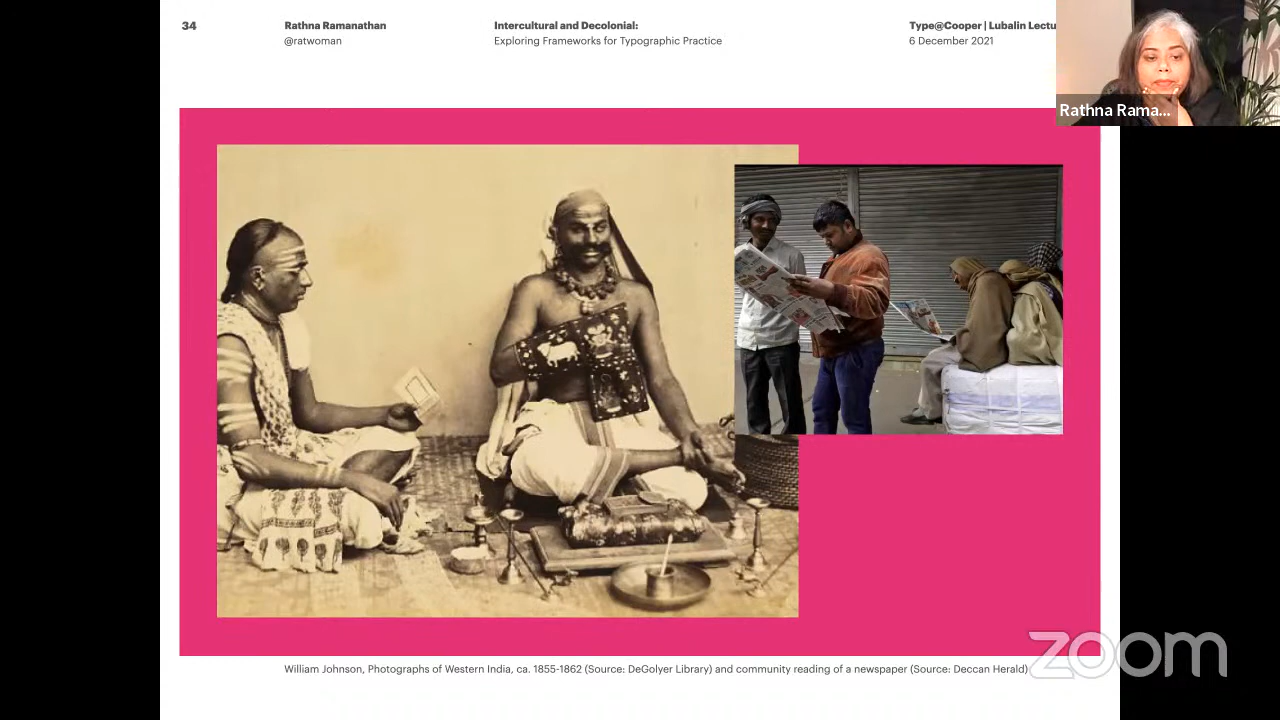 34
Rathna Ramanathan
@ratwoman
Intercultural and Decolonial:
Exploring Frameworks for Typographic Practice
Type@Cooper | Lubalin Lectu
6 December 2021
Rathna Rama...
William Johnson, Photographs of Western India, ca. 1855-1862 (Source: DeGolyer Library) and community reading of a newspaper (Source: Deccan Herald)
zoom